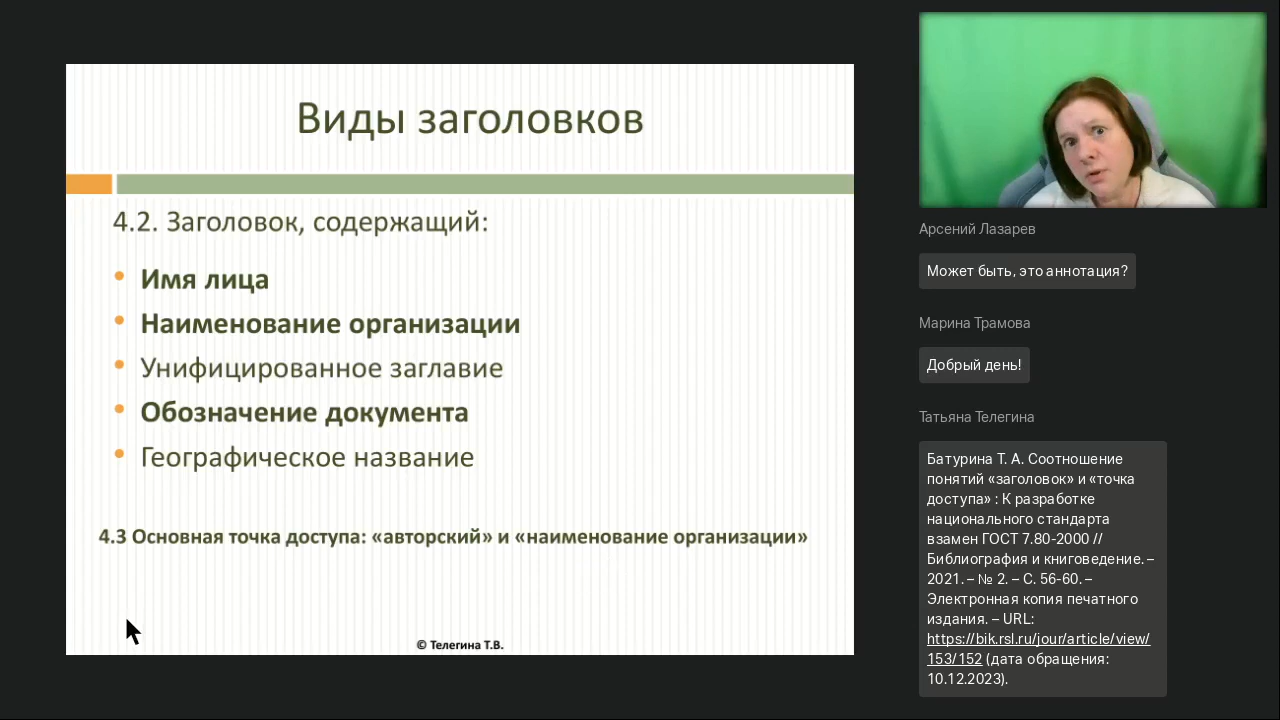 Виды заголовков
4.2. Заголовок, содержащий:
• Имя лица
• Наименование организации
• Унифицированное заглавие
• Обозначение документа
• Географическое название
4.3 Основная точка доступа: «авторский» и «наименование организации»
© Телегина Т.В.
Арсений Лазарев
Может быть, это аннотация?
Марина Трамова
Добрый день!
Татьяна Телегина
Батурина Т. А. Соотношение
понятий «заголовок» и «точка
доступа» : К разработке
национального стандарта
взамен ГОСТ 7.80-2000 //
Библиография и книговедение. –
2021. – № 2. – С. 56-60. –
Электронная копия печатного
издания. – URL:
https://bik.rsl.ru/jour/article/view/
153/152 (дата обращения:
10.12.2023).